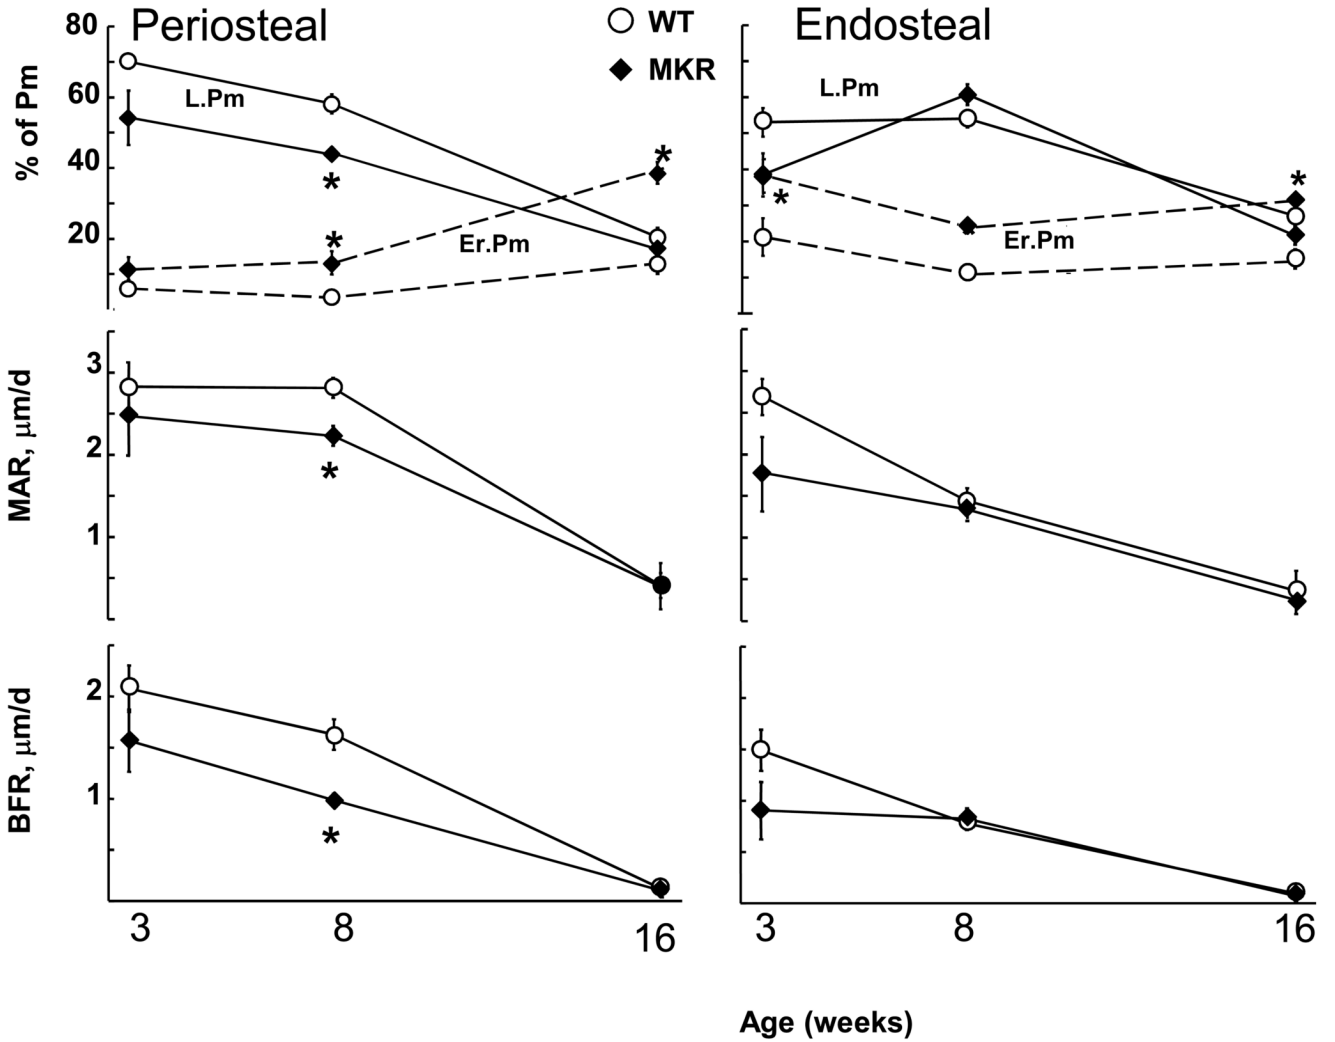 Periosteal
WT
MKR
Endosteal
% of Pm
80
60
40
20
L.Pm
*
*
*
Er.Pm
L.Pm
*
*
Er.Pm
MAR, μm/d
3
2
1
*
BFR, μm/d
2
1
*
3 8 16
3 8 16
Age (weeks)